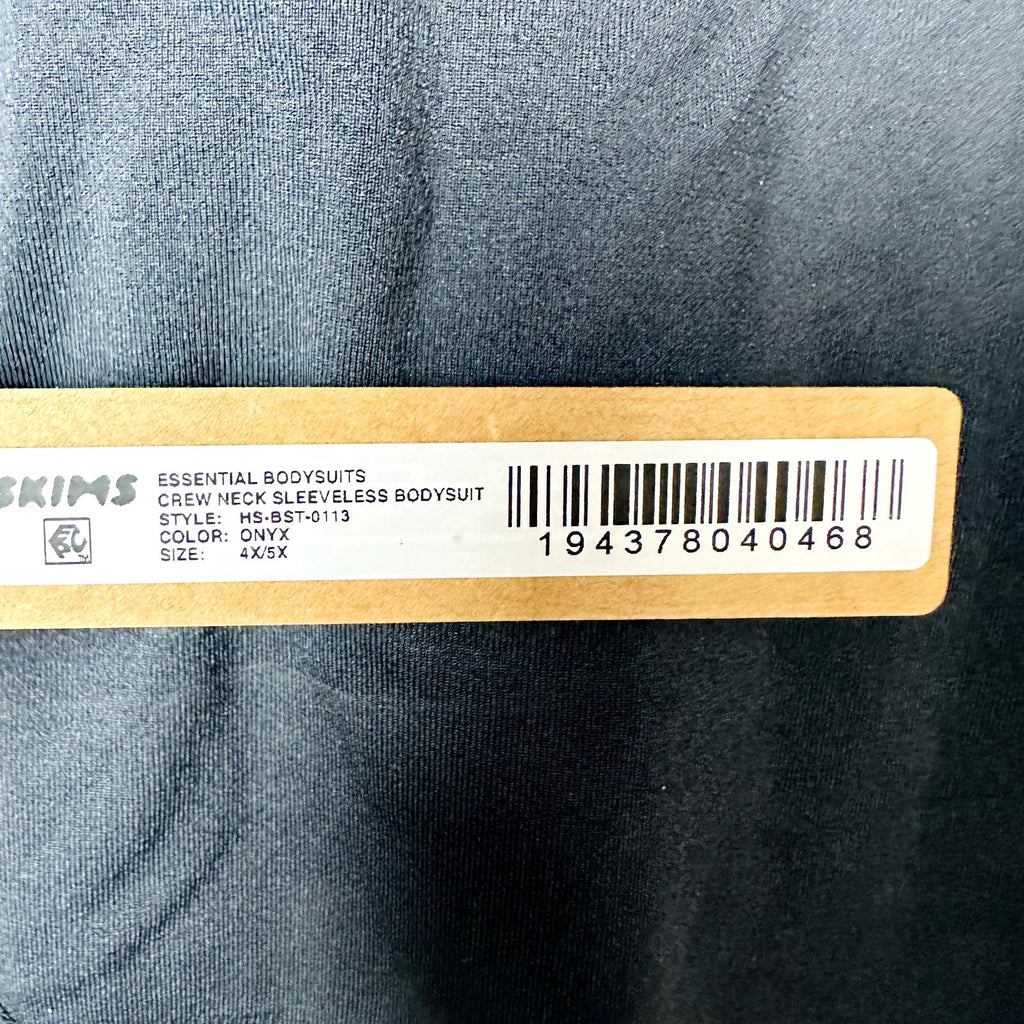 SKIMS
ESSENTIAL BODYSUITS
CREW NECK SLEEVELESS BODYSUIT
STYLE: HS-BST-0113
COLOR: ONYX
SIZE: 4X/5X
194378040468